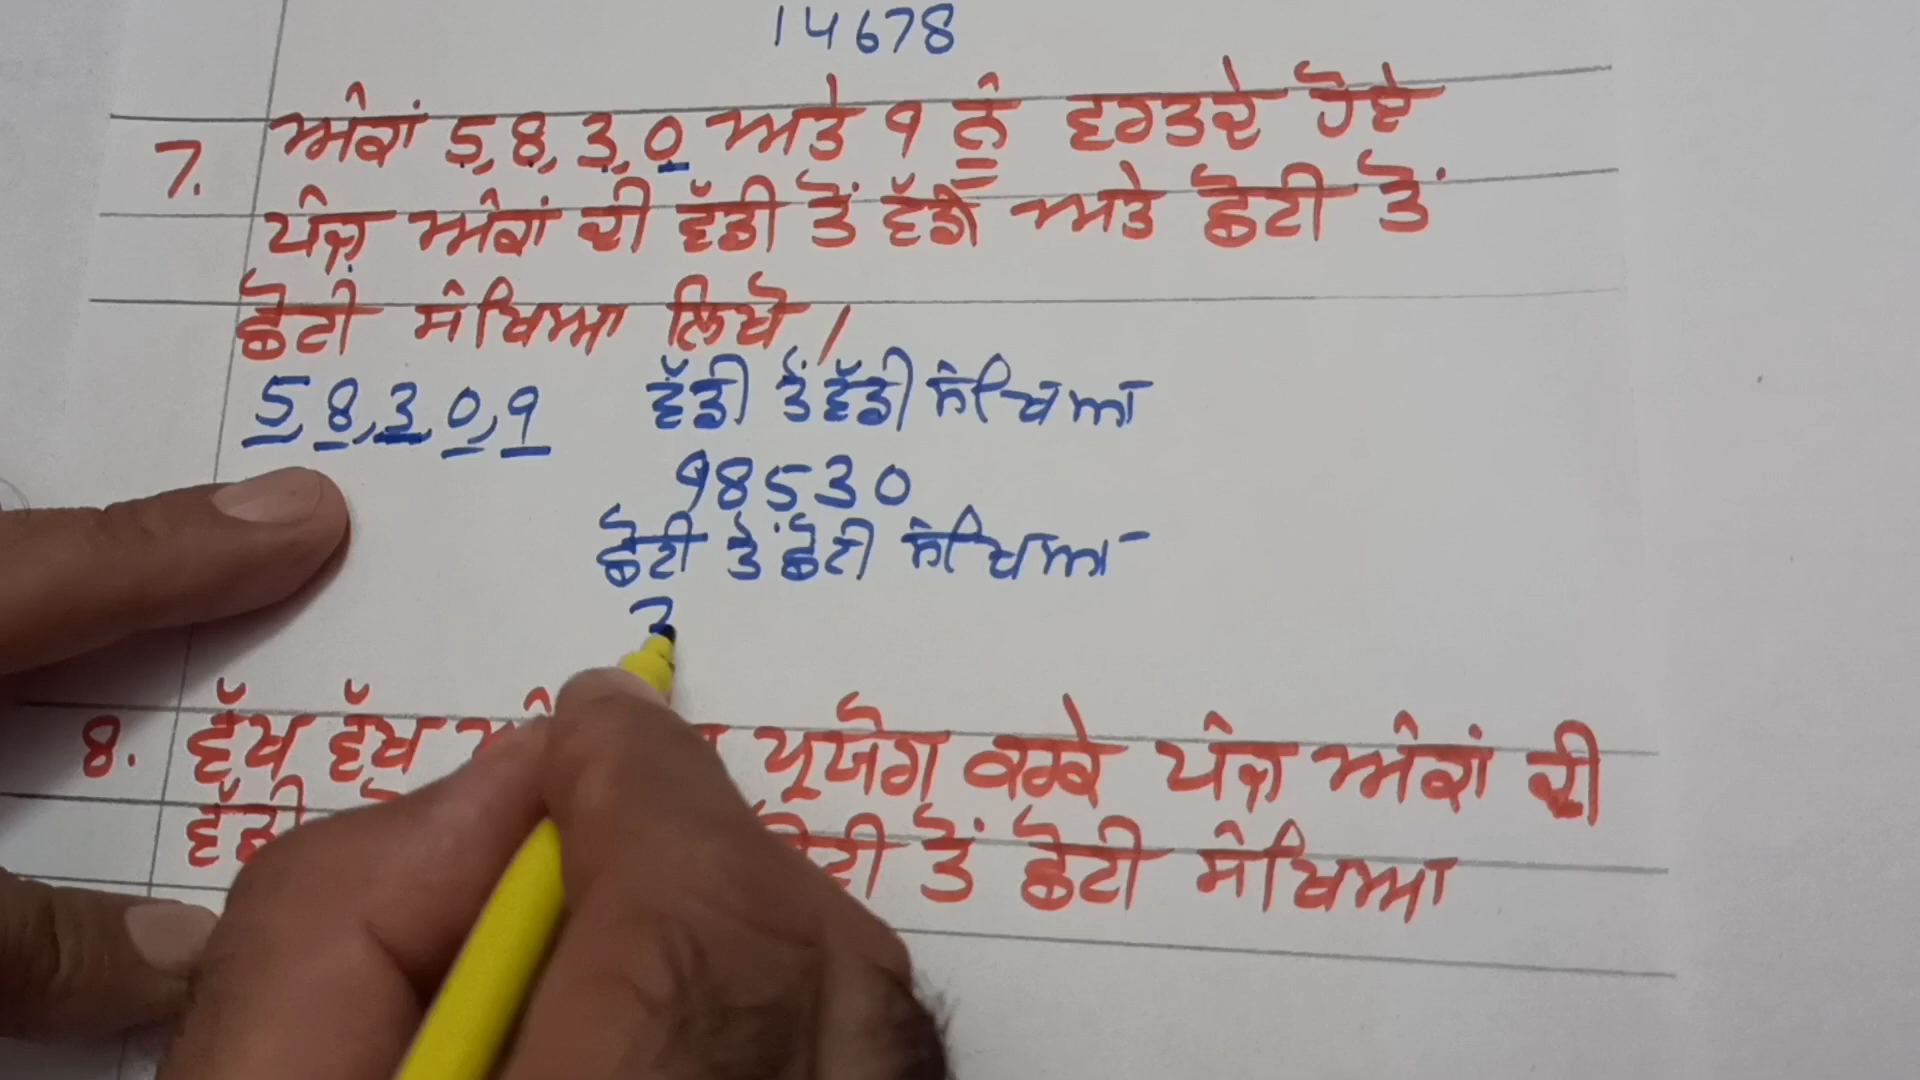 14678
7. ਅੰਕਾਂ 5,8,3,0 ਅਤੇ 9 ਨੂੰ ਵਰਤਦੇ ਹੋਏ
ਪੰਜ ਅੰਕਾਂ ਦੀ ਵੱਡੀ ਤੋਂ ਵੱਡੀ ਅਤੇ ਛੋਟੀ ਤੋਂ
ਛੋਟੀ ਸੰਖਿਆ ਲਿਖੋ /
5,8,3,0,9 ਵੱਡੀ ਤੋਂ ਵੱਡੀ ਸੰਖਿਆ
98530
ਛੋਟੀ ਤੋਂ ਛੋਟੀ ਸੰਖਿਆ
3
8. ਵੱਖ ਵੱਖ ਪ੍ਰਯੋਗ ਕਰਕੇ ਪੰਜ ਅੰਕਾਂ ਦੀ
ਵੱਡੀ ਤੋਂ ਛੋਟੀ ਸੰਖਿਆ